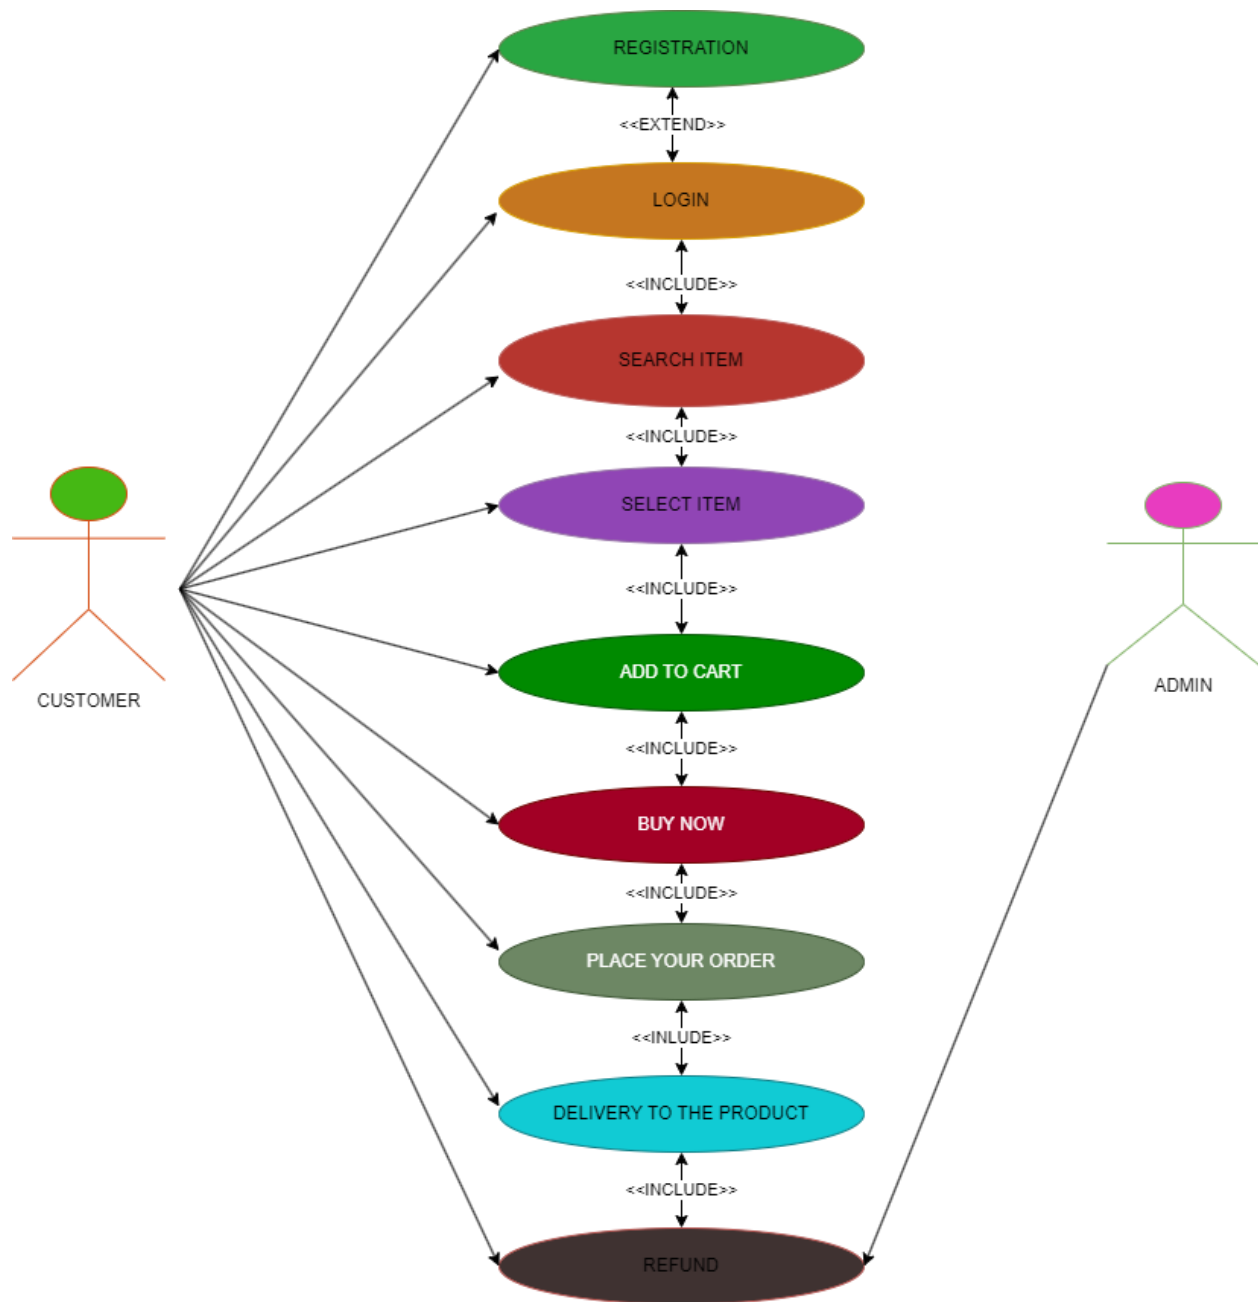 REGISTRATION
<<EXTEND>>
LOGIN
<<INCLUDE>>
SEARCH ITEM
<<INCLUDE>>
SELECT ITEM
<<INCLUDE>>
CUSTOMER
ADMIN
ADD TO CART
<<INCLUDE>>
BUY NOW
<<INCLUDE>>
PLACE YOUR ORDER
<<INLUDE>>
DELIVERY TO THE PRODUCT
<<INCLUDE>>
REFUND